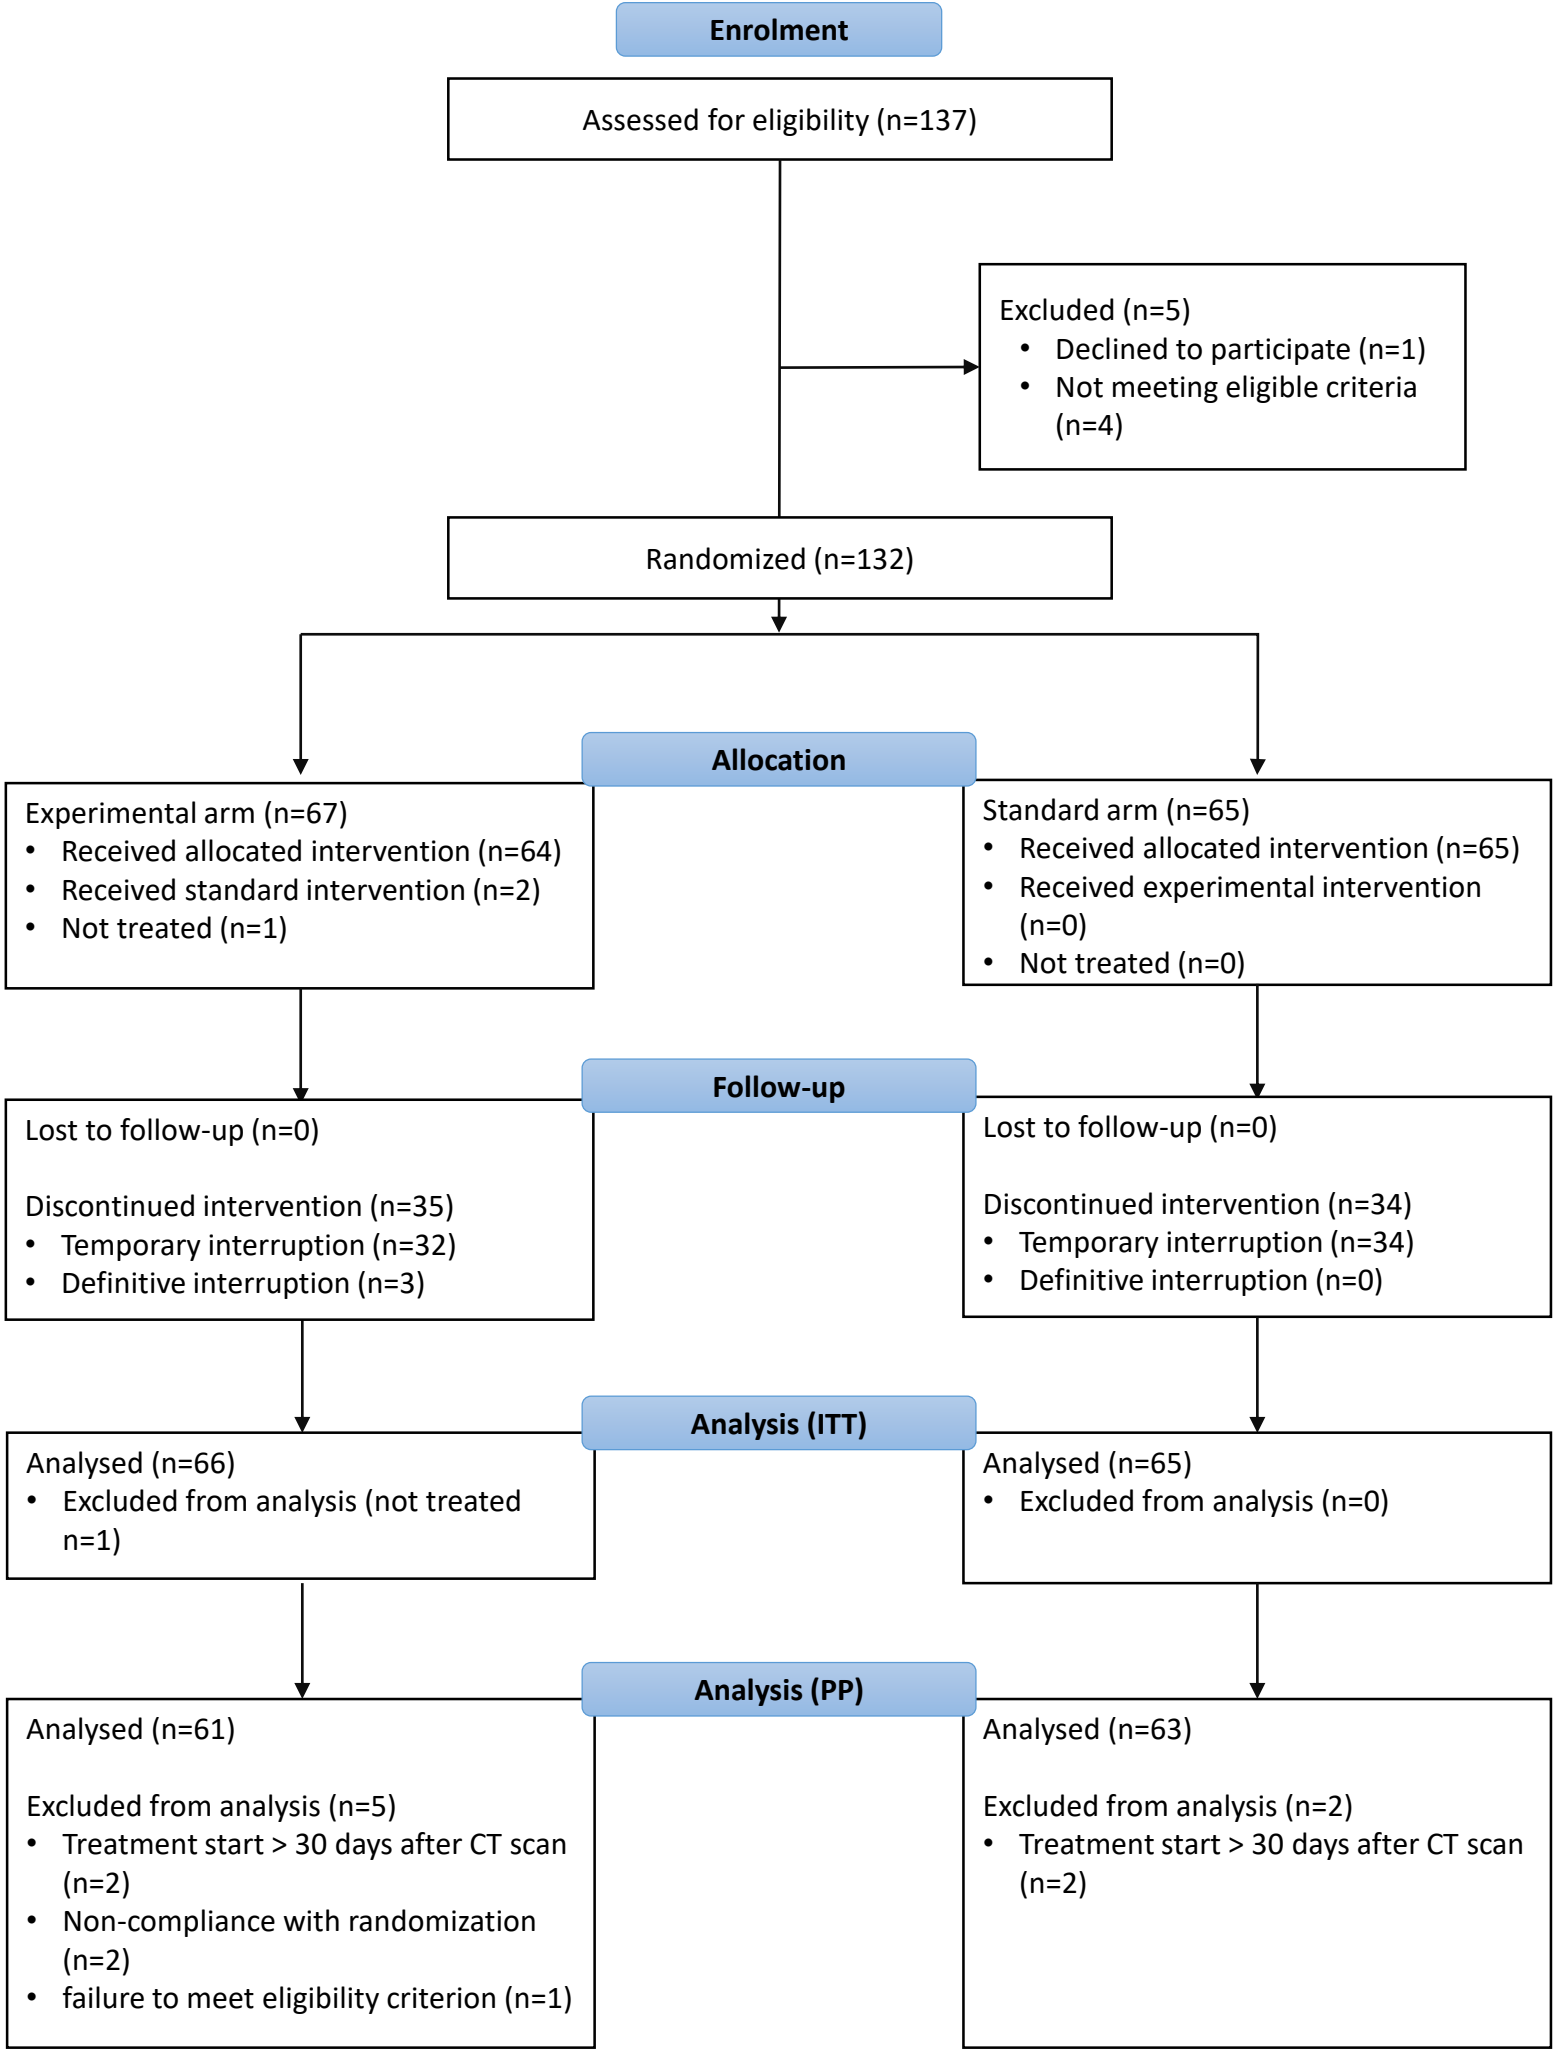 Enrolment
Assessed for eligibility (n=137)
Excluded (n=5)
• Declined to participate (n=1)
• Not meeting eligible criteria
(n=4)
Randomized (n=132)
Allocation
Experimental arm (n=67)
• Received allocated intervention (n=64)
• Received standard intervention (n=2)
• Not treated (n=1)
Standard arm (n=65)
• Received allocated intervention (n=65)
• Received experimental intervention
(n=0)
• Not treated (n=0)
Follow-up
Lost to follow-up (n=0)
Discontinued intervention (n=35)
• Temporary interruption (n=32)
• Definitive interruption (n=3)
Lost to follow-up (n=0)
Discontinued intervention (n=34)
• Temporary interruption (n=34)
• Definitive interruption (n=0)
Analysis (ITT)
Analysed (n=66)
• Excluded from analysis (not treated
n=1)
Analysed (n=65)
• Excluded from analysis (n=0)
Analysis (PP)
Analysed (n=61)
Excluded from analysis (n=5)
• Treatment start > 30 days after CT scan
(n=2)
• Non-compliance with randomization
(n=2)
• failure to meet eligibility criterion (n=1)
Analysed (n=63)
Excluded from analysis (n=2)
• Treatment start > 30 days after CT scan
(n=2)